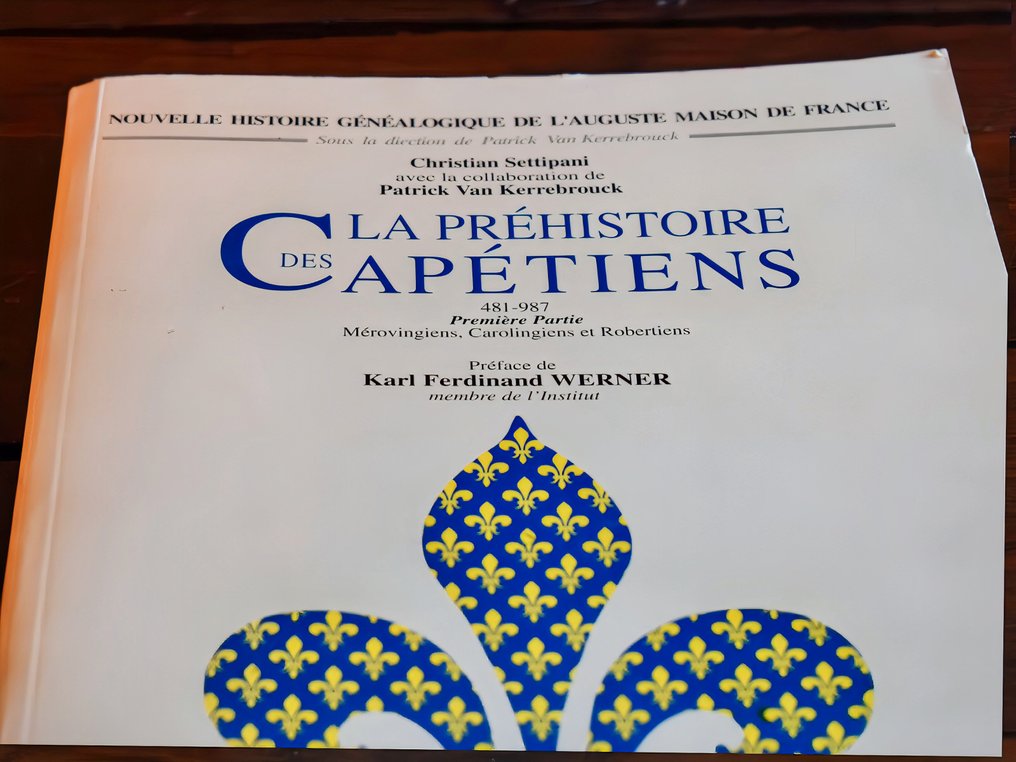 NOUVELLE HISTOIRE GÉNÉALOGIQUE DE L'AUGUSTE MAISON DE FRANCE
Sous la diection de Patrick Van Kerrebrouck
Christian Settipani
avec la collaboration de
Patrick Van Kerrebrouck
LA PRÉHISTOIRE
DES CAPÉTIENS
481-987
Première Partie
Mérovingiens, Carolingiens et Robertiens
Préface de
Karl Ferdinand WERNER
membre de l'Institut